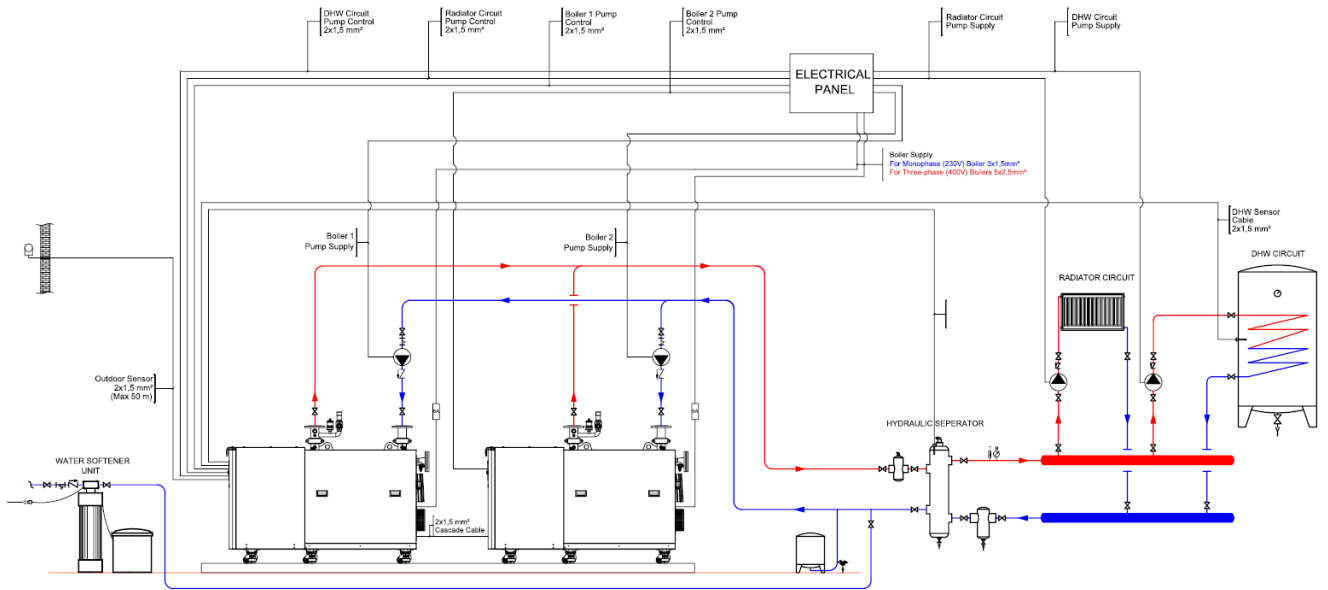 DHW Circuit
Pump Control
2x1,5 mm²
Radiator Circuit
Pump Control
2x1,5 mm²
Boiler 1 Pump
Control
2x1,5 mm²
Boiler 2 Pump
Control
2x1,5 mm²
Radiator Circuit
Pump Supply
DHW Circuit
Pump Supply
ELECTRICAL
PANEL
Boiler Supply
For Monophase (230V) Boiler 3x1,5mm²
For Three-phase (400V) Boilers 5x2,5mm²
DHW Sensor
Cable
2x1,5 mm²
Boiler 1
Pump Supply
Boiler 2
Pump Supply
DHW CIRCUIT
RADIATOR CIRCUIT
Outdoor Sensor
2x1,5 mm²
(Max 50 m)
6A
6A
HYDRAULIC SEPERATOR
WATER SOFTENER
UNIT
2x1,5 mm²
Cascade Cable